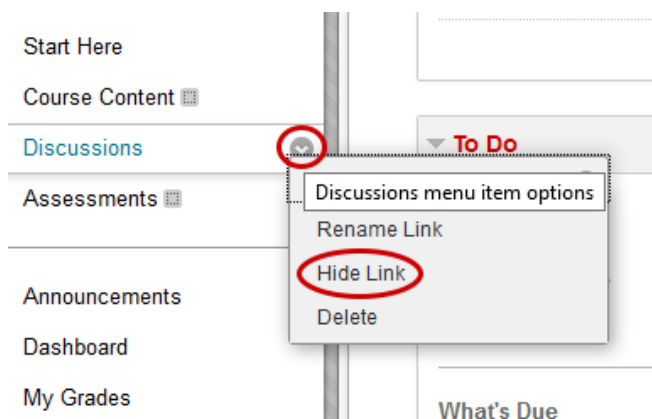 Start Here
Course Content
Discussions
Assessments
Announcements
Dashboard
My Grades
To Do
Discussions menu item options
Rename Link
Hide Link
Delete
What's Due